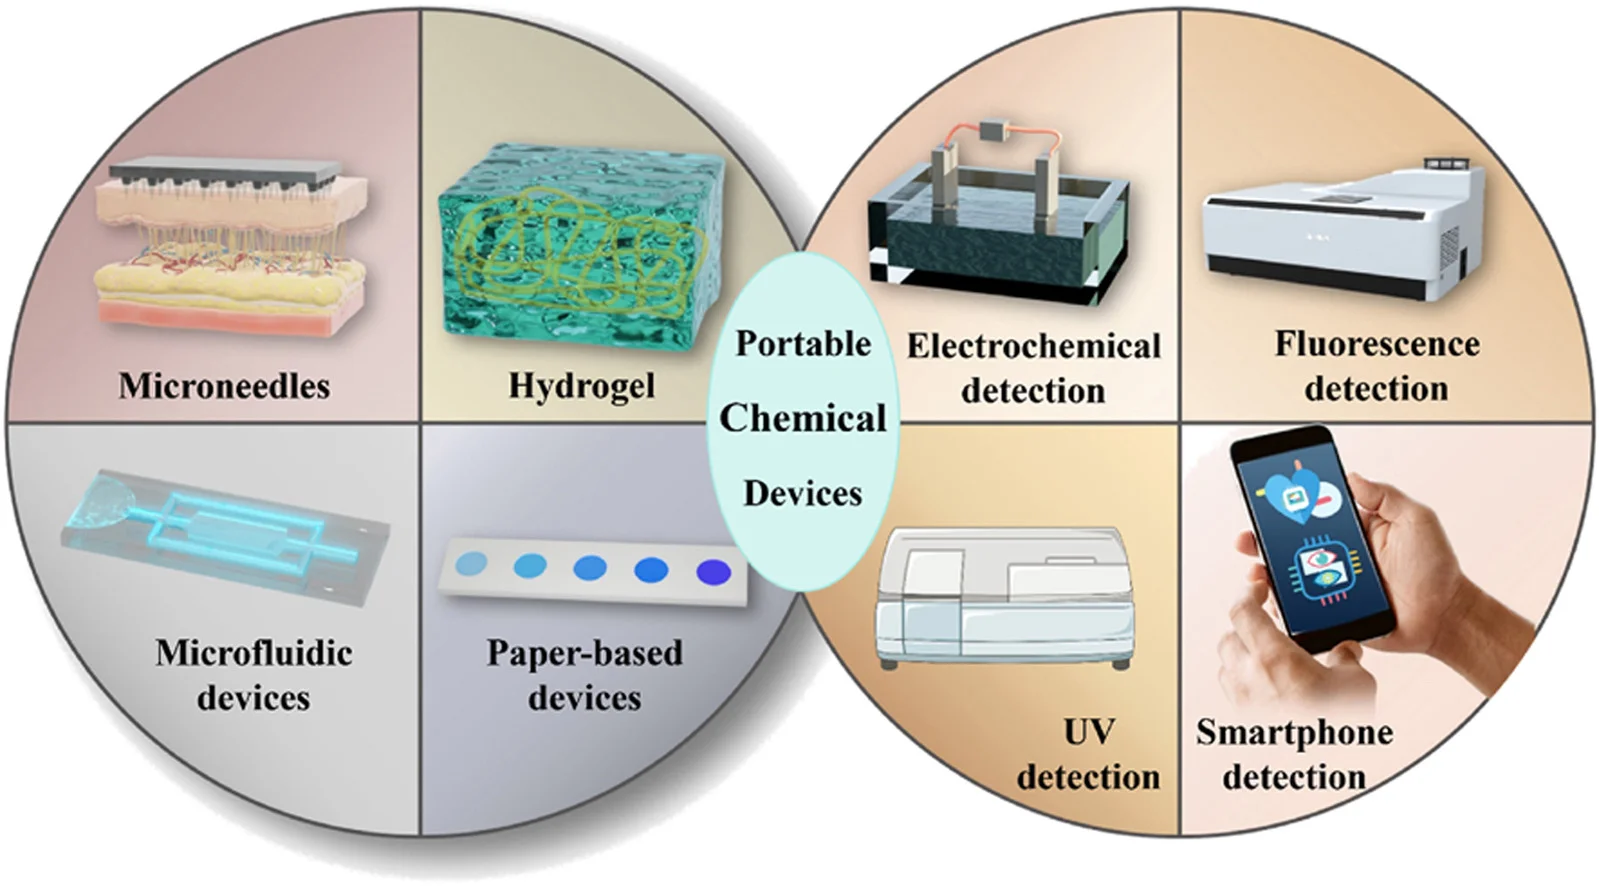 Microneedles
Hydrogel
Microfluidic
devices
Paper-based
devices
Portable
Chemical
Devices
Electrochemical
detection
Fluorescence
detection
UV
detection
Smartphone
detection